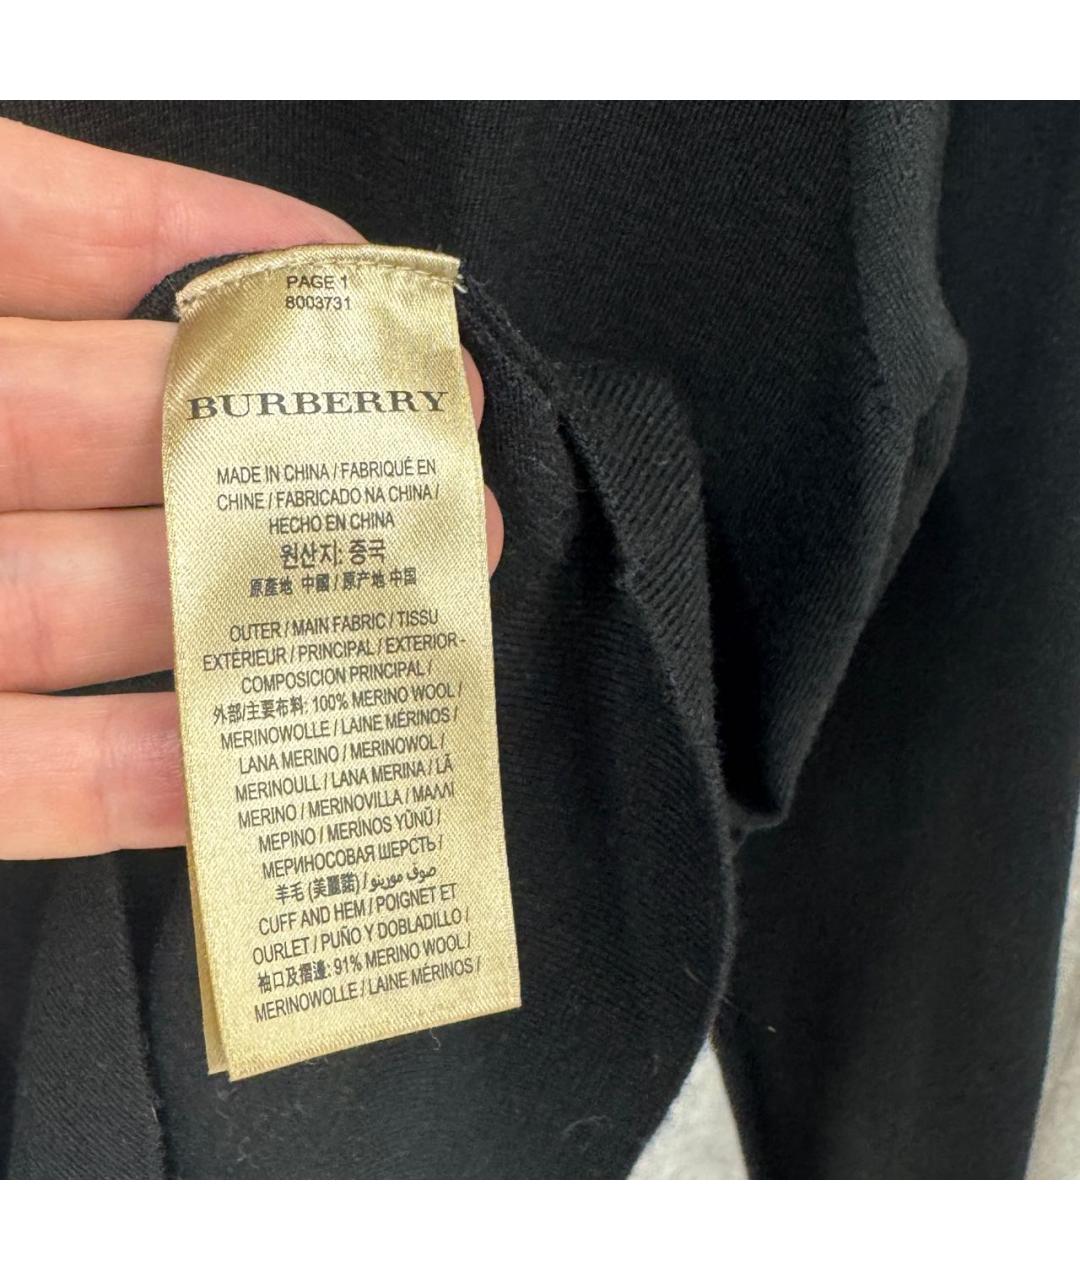 PAGE 1
8003731
BURBERRY
MADE IN CHINA / FABRIQUÉ EN
CHINE / FABRICADO NA CHINA /
HECHO EN CHINA
원산지: 중국
原產地 中國 / 原产地 中国
OUTER / MAIN FABRIC / TISSU
EXTÉRIEUR / PRINCIPAL / EXTERIOR -
COMPOSICION PRINCIPAL /
外部/主要布料: 100% MERINO WOOL /
MERINOWOLLE / LAINE MÉRINOS /
LANA MERINO / MERINOWOL /
MERINOULL / LANA MERINA / LÃ
MERINO / MERINOVILLA / ΜΑΛΛΙ
ΜΕΡΙΝΟ / MERİNOS YÜNÜ /
МЕРИНОСОВАЯ ШЕРСТЬ /
羊毛 (美麗諾) / صوف مورينو /
CUFF AND HEM / POIGNET ET
OURLET / PUÑO Y DOBLADILLO /
袖口及摺邊: 91% MERINO WOOL /
MERINOWOLLE / LAINE MÉRINOS /